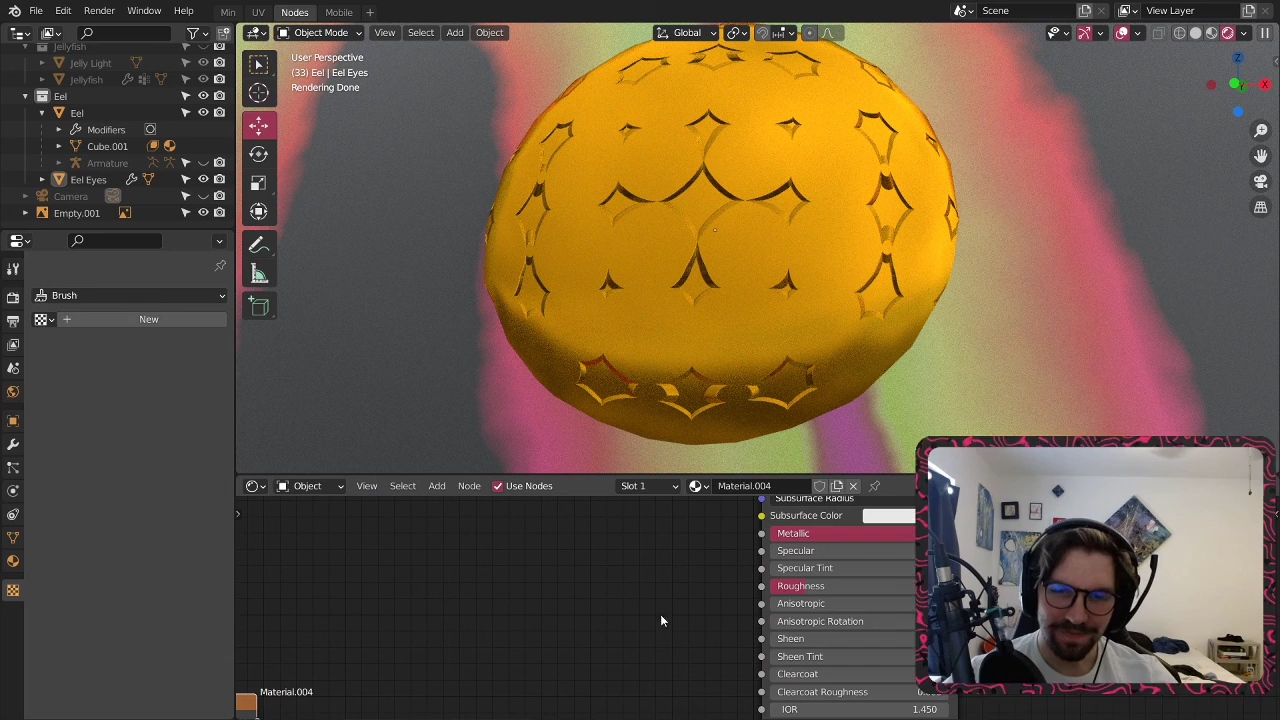 File Edit Render Window Help Min UV Nodes Mobile + Scene View Layer
Object Mode View Select Add Object Global
Jellyfish
Jelly Light
Jellyfish
Eel
Eel
Modifiers
Cube.001
Armature
Eel Eyes
Camera
Empty.001
User Perspective
(33) Eel | Eel Eyes
Rendering Done
Z
X
Brush
+ New
Object View Select Add Node Use Nodes Slot 1 Material.004
Subsurface Radius
Subsurface Color
Metallic
Specular
Specular Tint
Roughness
Anisotropic
Anisotropic Rotation
Sheen
Sheen Tint
Clearcoat
Clearcoat Roughness
IOR 1.450
Material.004